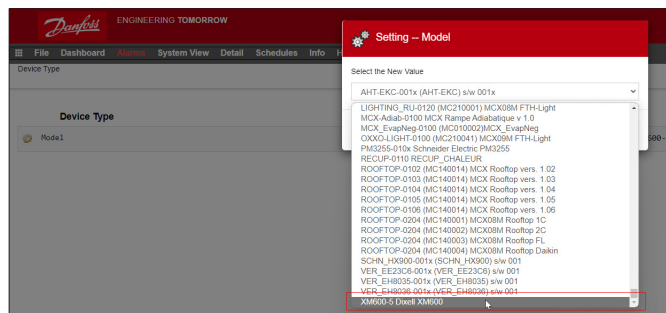 Danfoss
ENGINEERING TOMORROW
File Dashboard Alarms System View Detail Schedules Info H
Device Type
Device Type
Model
Setting -- Model
Select the New Value
AHT-EKC-001x (AHT-EKC) s/w 001x
LIGHTING_RU-0120 (MC210001) MCX08M FTH-Light
MCX-Adiab-0100 MCX Rampe Adiabatique v 1.0
MCX_EvapNeg-0100 (MC010002)MCX_EvapNeg
OXXO-LIGHT-0100 (MC210041) MCX09M FTH-Light
PM3255-010x Schneider Electric PM3255
RECUP-0110 RECUP_CHALEUR
ROOFTOP-0102 (MC140014) MCX Rooftop vers. 1.02
ROOFTOP-0103 (MC140014) MCX Rooftop vers. 1.03
ROOFTOP-0104 (MC140014) MCX Rooftop vers. 1.04
ROOFTOP-0105 (MC140014) MCX Rooftop vers. 1.05
ROOFTOP-0106 (MC140014) MCX Rooftop vers. 1.06
ROOFTOP-0204 (MC140001) MCX08M Rooftop 1C
ROOFTOP-0204 (MC140002) MCX08M Rooftop 2C
ROOFTOP-0204 (MC140003) MCX08M Rooftop FL
ROOFTOP-0204 (MC140004) MCX08M Rooftop Daikin
SCHN_HX900-001x (SCHN_HX900) s/w 001
VER_EE23C6-001x (VER_EE23C6) s/w 001
VER_EH8035-001x (VER_EH8035) s/w 001
VER_EH8036-001x (VER_EH8036) s/w 001
XM600-5 Dixell XM600